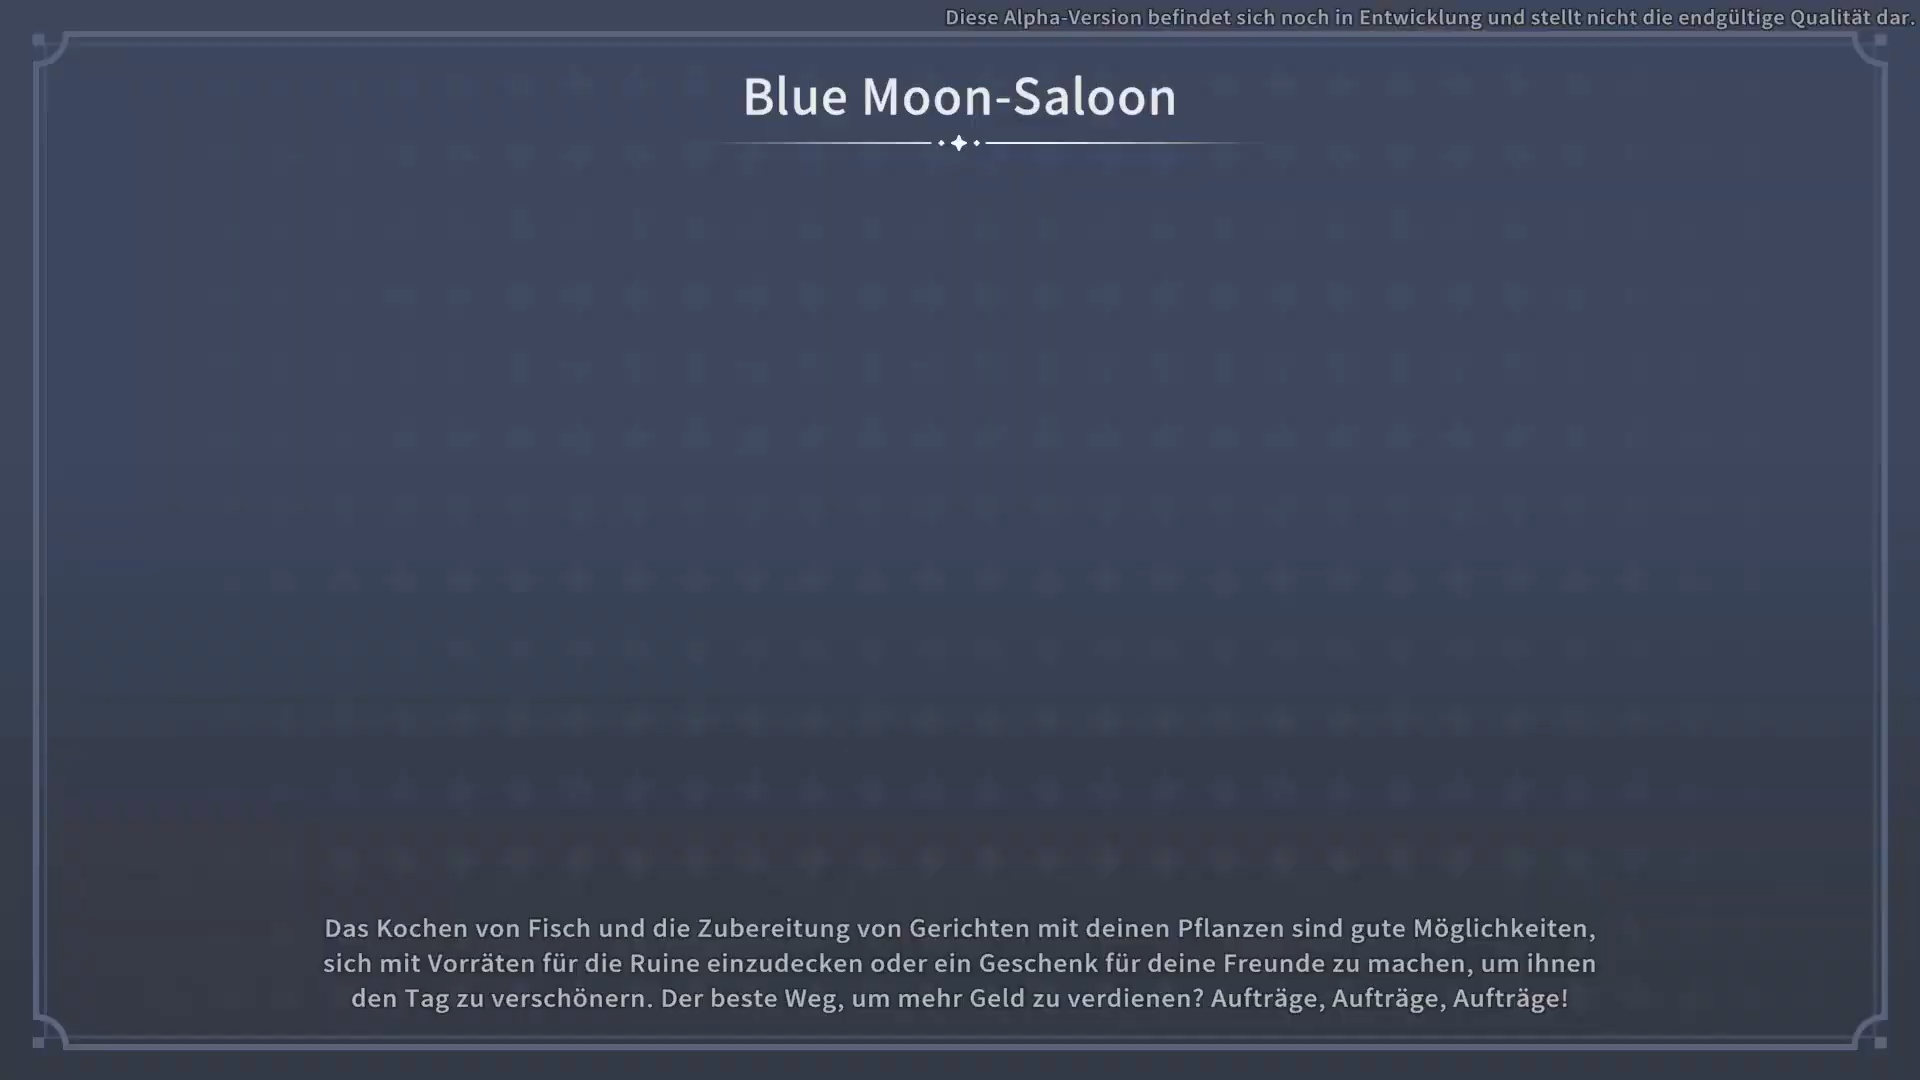 Diese Alpha-Version befindet sich noch in Entwicklung und stellt nicht die endgültige Qualität dar.
Blue Moon-Saloon
Das Kochen von Fisch und die Zubereitung von Gerichten mit deinen Pflanzen sind gute Möglichkeiten,
sich mit Vorräten für die Ruine einzudecken oder ein Geschenk für deine Freunde zu machen, um ihnen
den Tag zu verschönern. Der beste Weg, um mehr Geld zu verdienen? Aufträge, Aufträge, Aufträge!